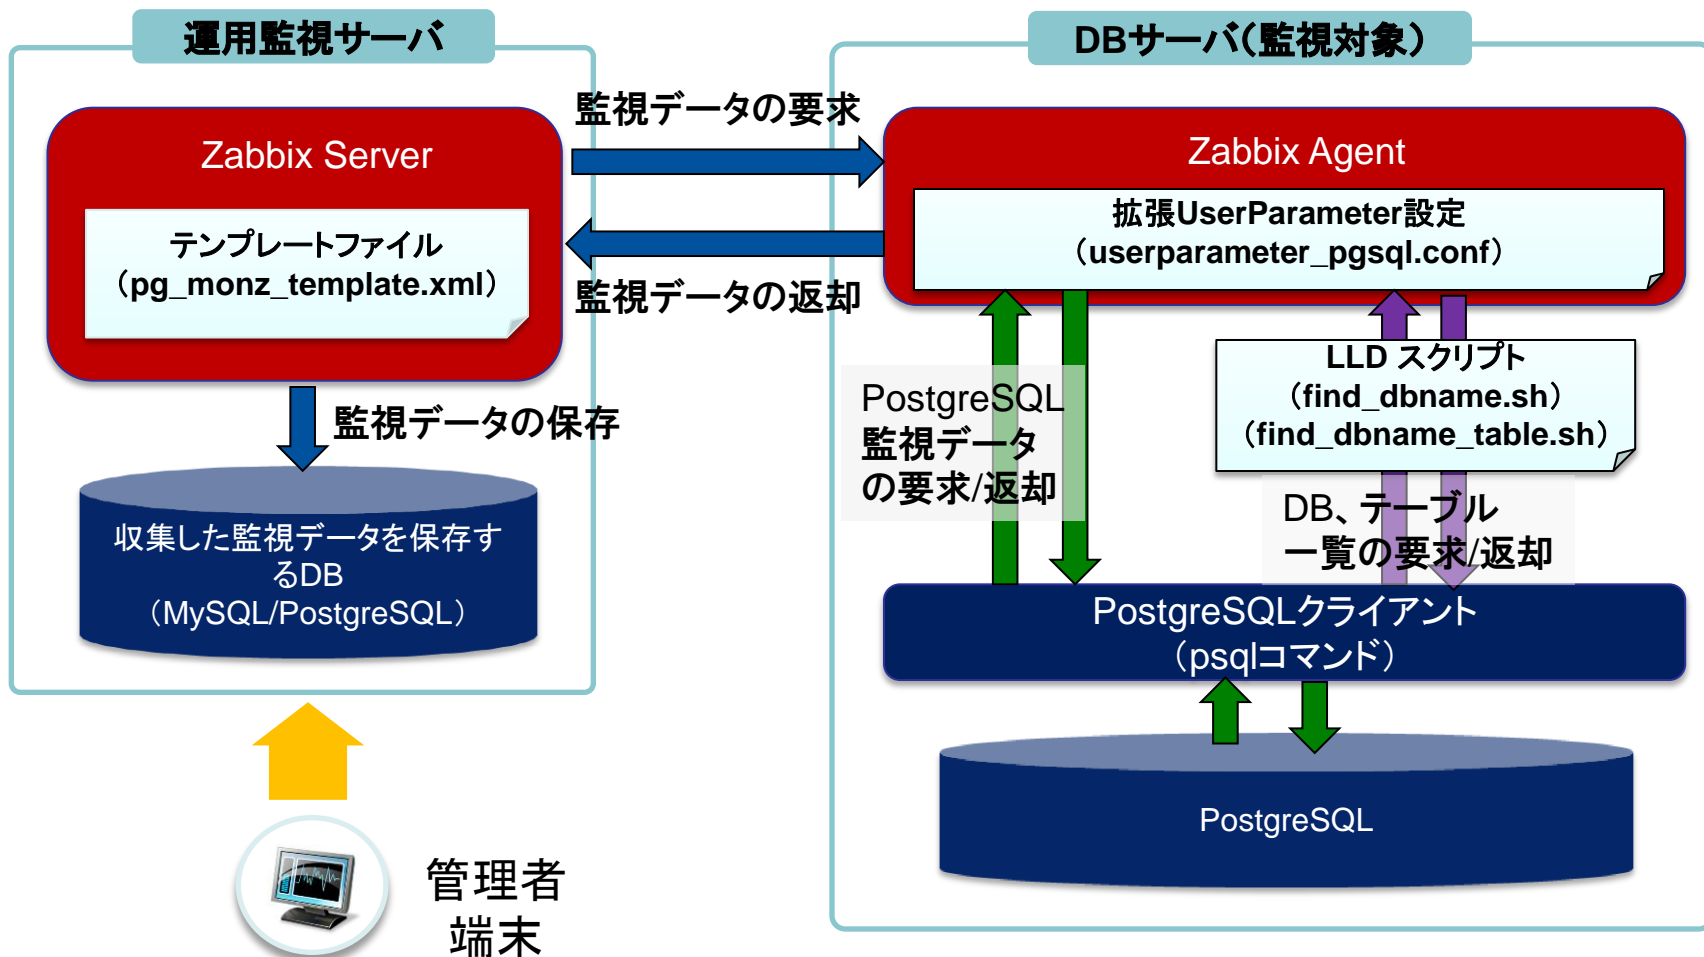 運用監視サーバ
Zabbix Server
テンプレートファイル
（pg_monz_template.xml）
監視データの保存
収集した監視データを保存す
るDB
（MySQL/PostgreSQL）
管理者
端末
監視データの要求
監視データの返却
DBサーバ（監視対象）
Zabbix Agent
拡張UserParameter設定
（userparameter_pgsql.conf）
PostgreSQL
監視データ
の要求/返却
LLD スクリプト
（find_dbname.sh）
（find_dbname_table.sh）
DB、テーブル
一覧の要求/返却
PostgreSQLクライアント
（psqlコマンド）
PostgreSQL